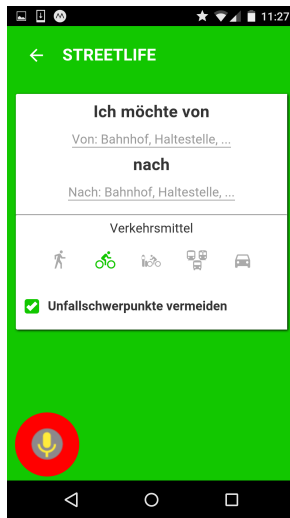 11:27
STREETLIFE
Ich möchte von
Von: Bahnhof, Haltestelle, ...
nach
Nach: Bahnhof, Haltestelle, ...
Verkehrsmittel
Unfallschwerpunkte vermeiden